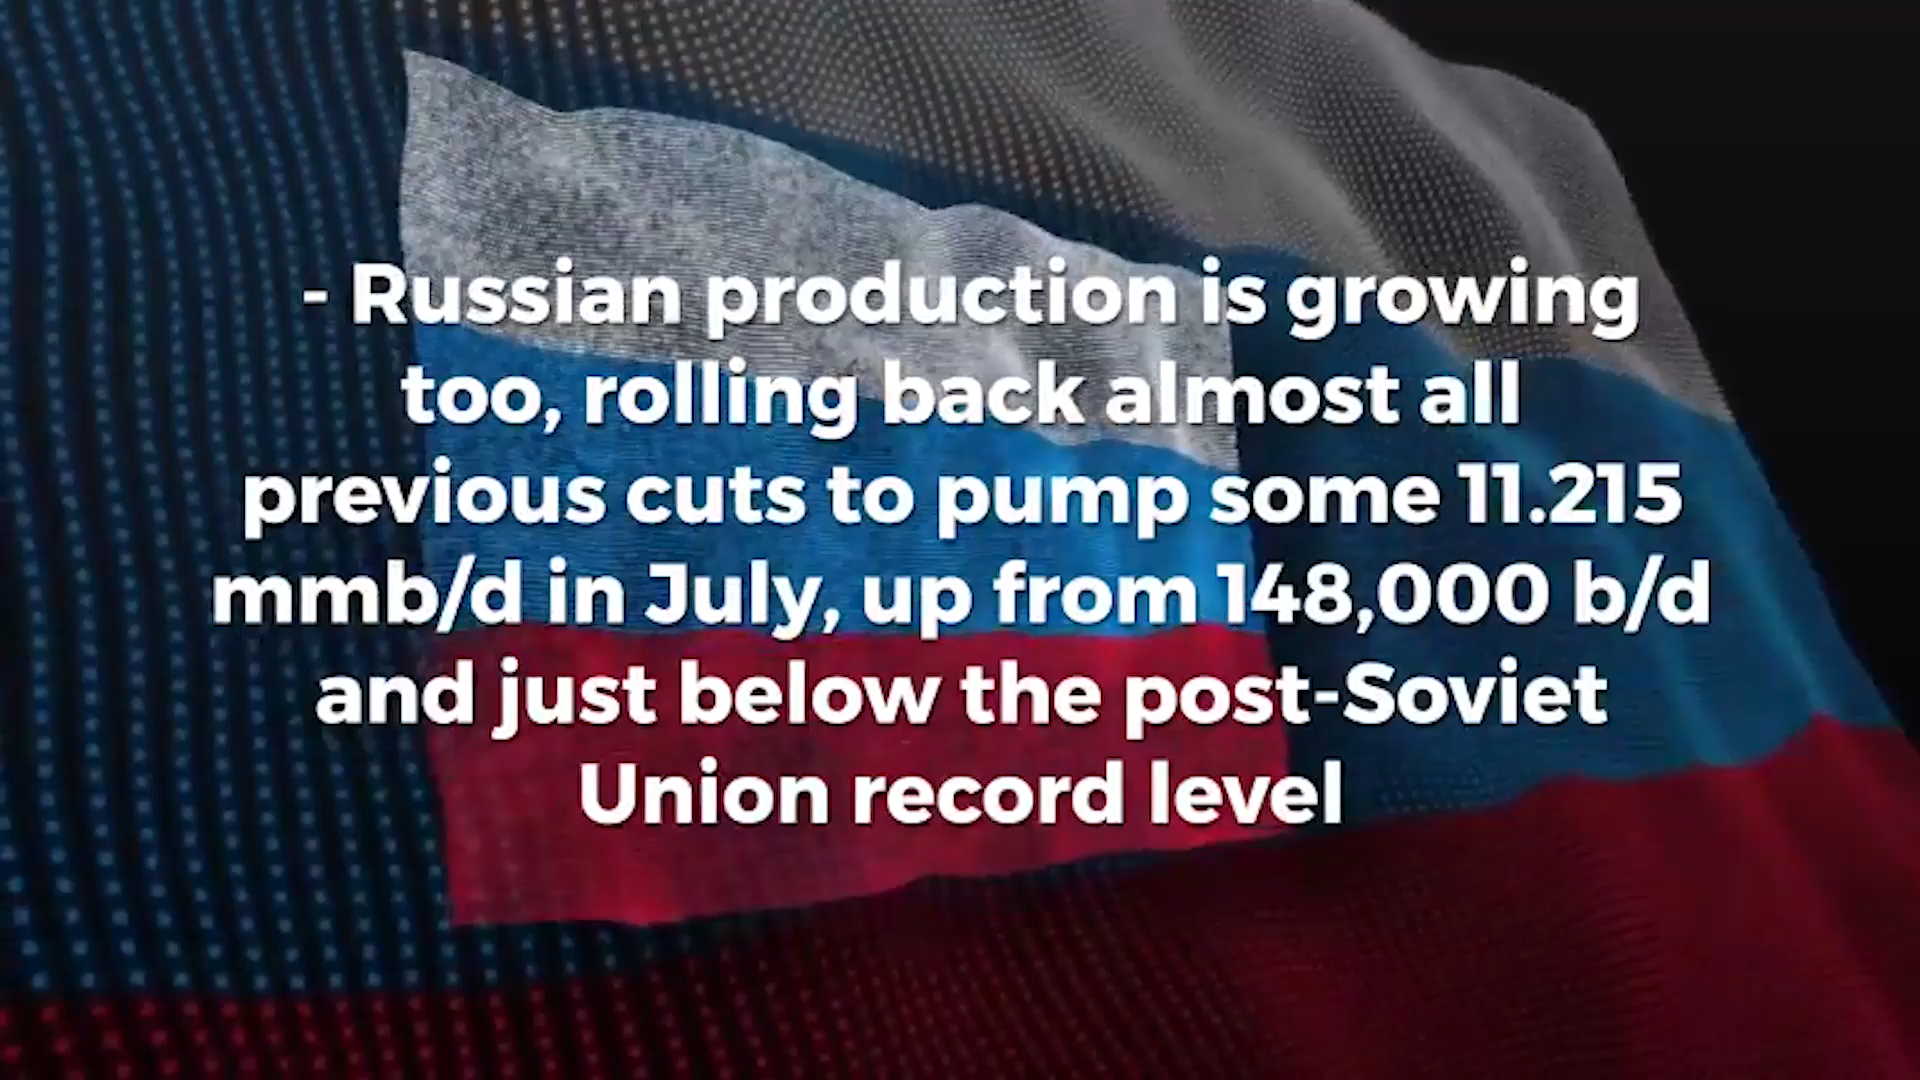 - Russian production is growing
too, rolling back almost all
previous cuts to pump some 11.215
mmb/d in July, up from 148,000 b/d
and just below the post-Soviet
Union record level